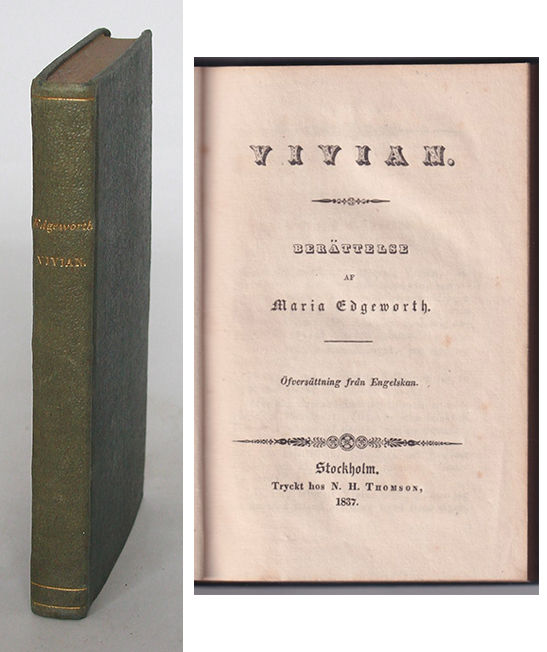 Edgeworth
VIVIAN.
VIVIAN.
BERÄTTELSE
AF
Maria Edgeworth.
Öfversättning från Engelskan.
Stockholm.
Tryckt hos N. H. THOMSON,
1837.